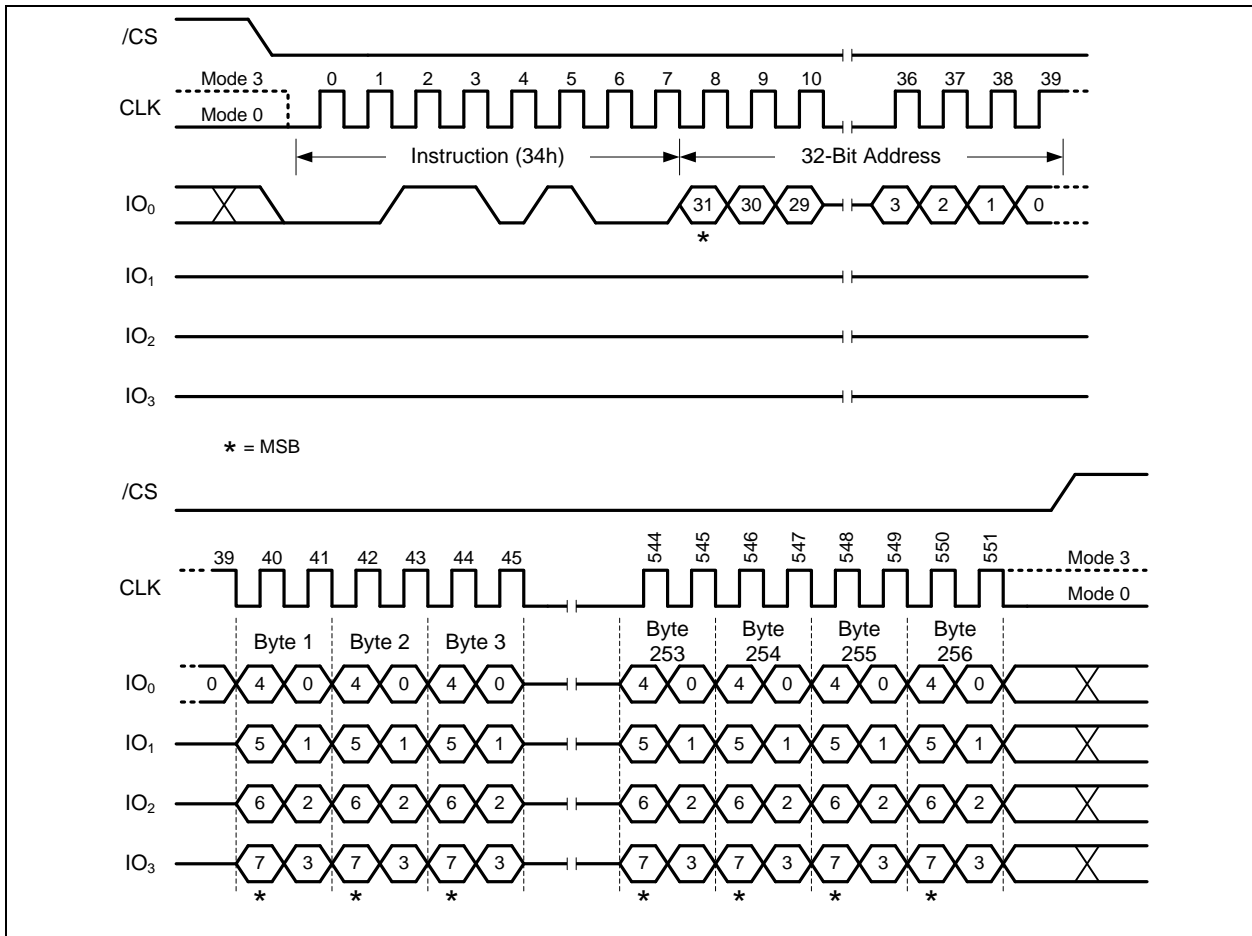 /CS
Mode 3 0 1 2 3 4 5 6 7 8 9 10 36 37 38 39
CLK Mode 0
Instruction (34h) 32-Bit Address
IO₀ 31 30 29 3 2 1 0
*
IO₁
IO₂
IO₃
* = MSB
/CS
39 40 41 42 43 44 45 544 545 546 547 548 549 550 551 Mode 3
CLK Mode 0
Byte 1 Byte 2 Byte 3 Byte 253 Byte 254 Byte 255 Byte 256
IO₀ 0 4 0 4 0 4 0 4 0 4 0 4 0 4 0
IO₁ 5 1 5 1 5 1 5 1 5 1 5 1 5 1
IO₂ 6 2 6 2 6 2 6 2 6 2 6 2 6 2
IO₃ 7 3 7 3 7 3 7 3 7 3 7 3 7 3
* * * * * * *